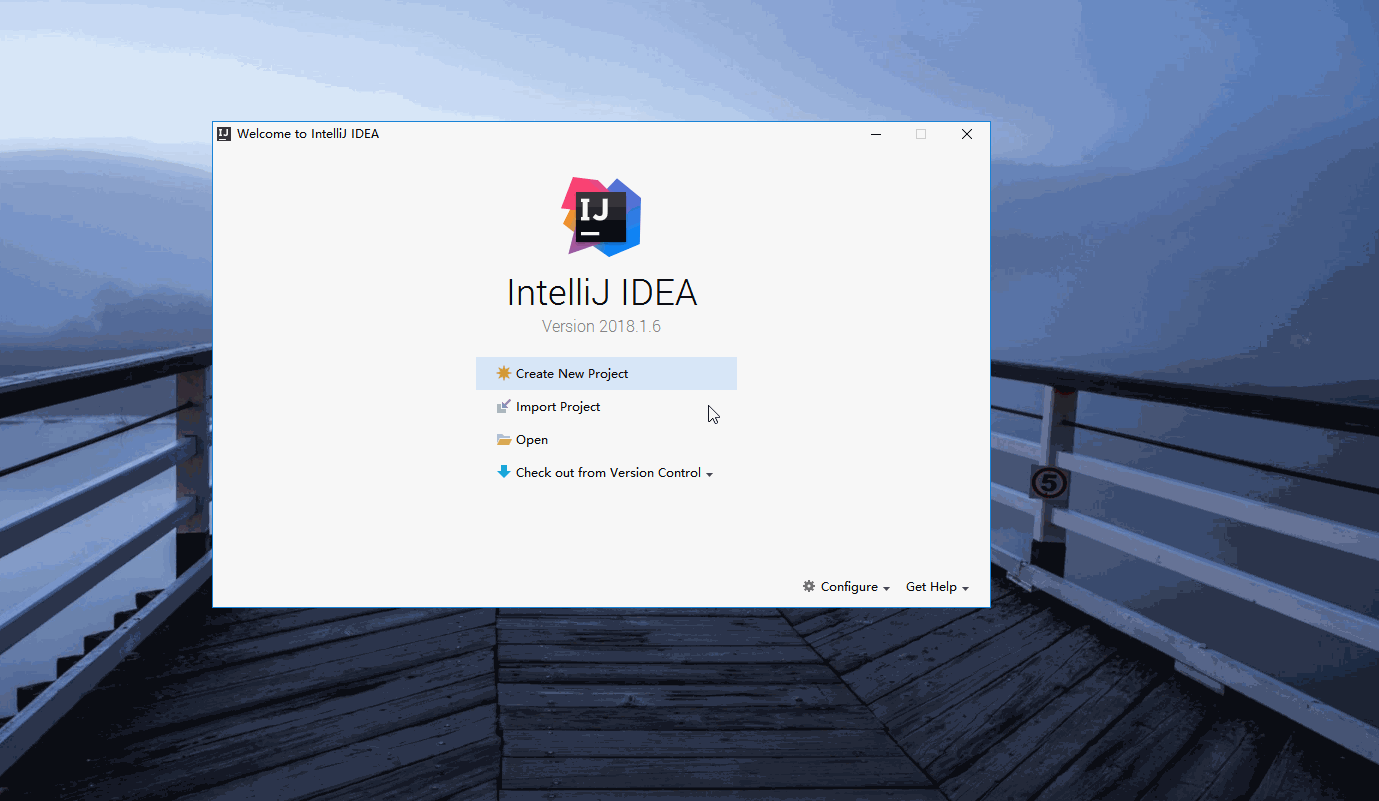 IJ Welcome to IntelliJ IDEA
IJ
IntelliJ IDEA
Version 2018.1.6
Create New Project
Import Project
Open
Check out from Version Control
Configure Get Help
5